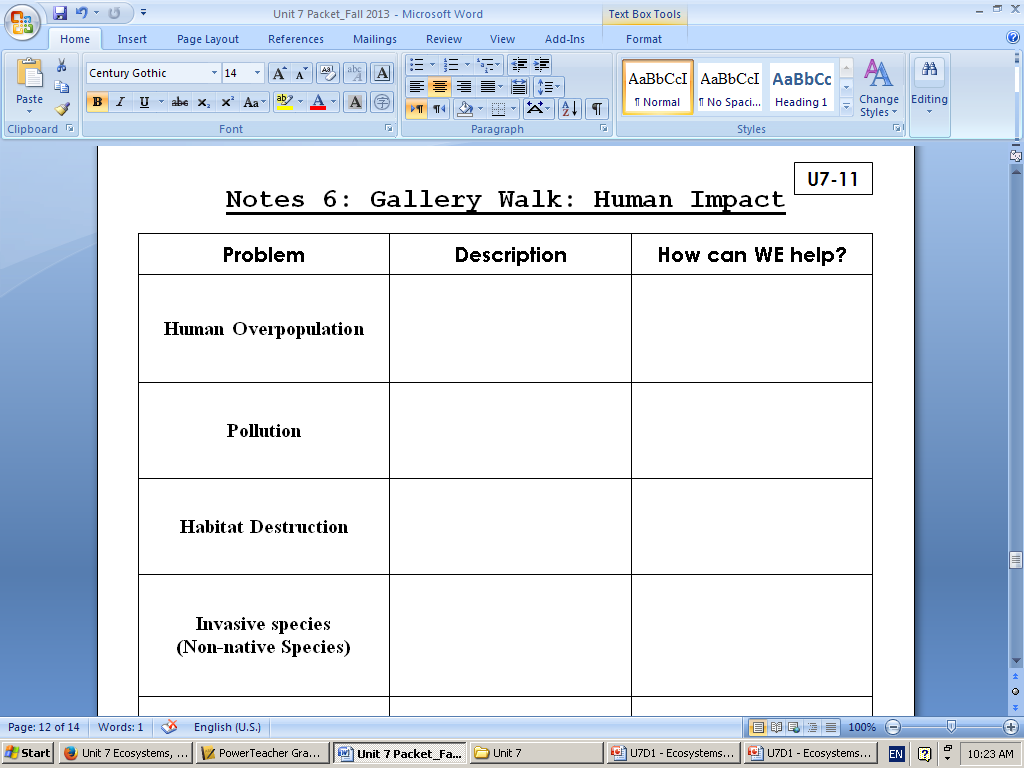 Unit 7 Packet_Fall 2013 - Microsoft Word
Text Box Tools
Home Insert Page Layout References Mailings Review View Add-Ins Format
Century Gothic 14
AaBbCcI AaBbCcI AaBbCc
Paste
¶ Normal ¶ No Spaci... Heading 1
Change Styles
Editing
Clipboard Font Paragraph Styles
U7-11
Notes 6: Gallery Walk: Human Impact
Problem Description How can WE help?
Human Overpopulation
Pollution
Habitat Destruction
Invasive species
(Non-native Species)
Page: 12 of 14 Words: 1 English (U.S.) 100%
Start Unit 7 Ecosystems, ... PowerTeacher Gra... Unit 7 Packet_Fa... Unit 7 U7D1 - Ecosystems... U7D1 - Ecosystems... EN 10:23 AM